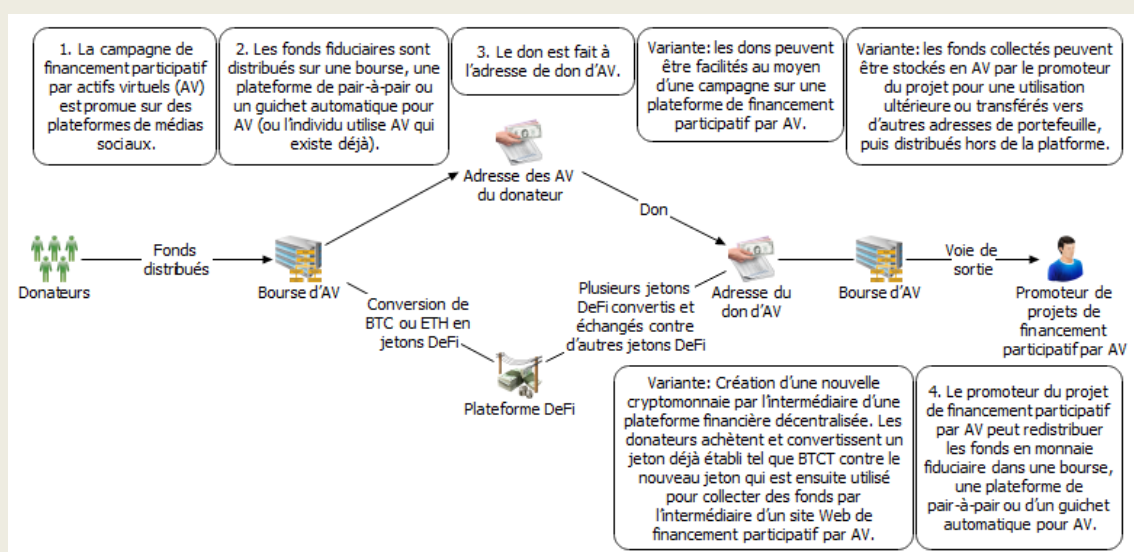 1. La campagne de
financement participatif
par actifs virtuels (AV)
est promue sur des
plateformes de médias
sociaux.
2. Les fonds fiduciaires sont
distribués sur une bourse, une
plateforme de pair-à-pair ou
un guichet automatique pour
AV (ou l'individu utilise AV qui
existe déjà).
3. Le don est fait à
l'adresse de don d'AV.
Variante: les dons peuvent
être facilités au moyen
d'une campagne sur une
plateforme de financement
participatif par AV.
Variante: les fonds collectés peuvent
être stockés en AV par le promoteur
du projet pour une utilisation
ultérieure ou transférés vers
d'autres adresses de portefeuille,
puis distribués hors de la platforme.
Adresse des AV
du donateur
Don
Donateurs
Fonds
distribués
Bourse d'AV
Conversion de
BTC ou ETH en
jetons DeFi
Plateforme DeFi
Plusieurs jetons
DeFi convertis et
échangés contre
d'autres jetons DeFi
Adresse du
don d'AV
Bourse d'AV
Voie de
sortie
Promoteur de
projets de
financement
participatif par AV
Variante: Création d'une nouvelle
cryptomonnaie par l'intermédiaire d'une
plateforme financière décentralisée. Les
donateurs achètent et convertissent un
jeton déjà établi tel que BTCT contre le
nouveau jeton qui est ensuite utilisé
pour collecter des fonds par
l'intermédiaire d'un site Web de
financement participatif par AV.
4. Le promoteur du projet
de financement participatif
par AV peut redistribuer
les fonds en monnaie
fiduciaire dans une bourse,
une plateforme de
pair-à-pair ou d'un guichet
automatique pour AV.